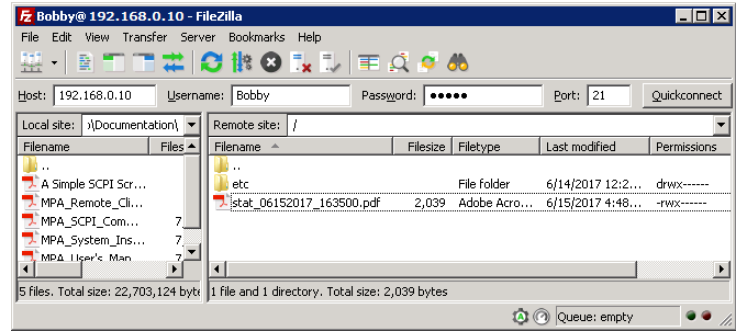 Bobby@192.168.0.10 - FileZilla
File Edit View Transfer Server Bookmarks Help
Host: 192.168.0.10 Username: Bobby Password: ●●●●● Port: 21 Quickconnect
Local site: )\Documentation\ Remote site: /
Filename Files Filename Filesize Filetype Last modified Permissions
.. ..
A Simple SCPI Scr... etc File folder 6/14/2017 12:2... drwx------
MPA_Remote_Cli... stat_06152017_163500.pdf 2,039 Adobe Acro... 6/15/2017 4:48... -rwx------
MPA_SCPI_Com... 7
MPA_System_Ins... 7
MPA User's Man 7
5 files. Total size: 22,703,124 byte 1 file and 1 directory. Total size: 2,039 bytes
Queue: empty